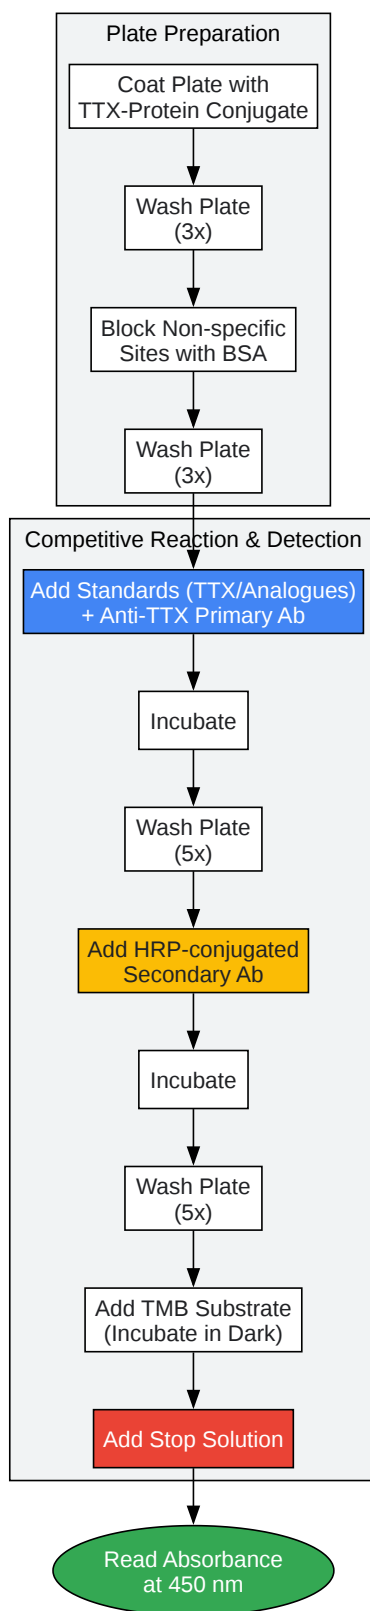 Plate Preparation
Coat Plate with
TTX-Protein Conjugate
Wash Plate
(3x)
Block Non-specific
Sites with BSA
Wash Plate
(3x)
Competitive Reaction & Detection
Add Standards (TTX/Analogues)
+ Anti-TTX Primary Ab
Incubate
Wash Plate
(5x)
Add HRP-conjugated
Secondary Ab
Incubate
Wash Plate
(5x)
Add TMB Substrate
(Incubate in Dark)
Add Stop Solution
Read Absorbance
at 450 nm